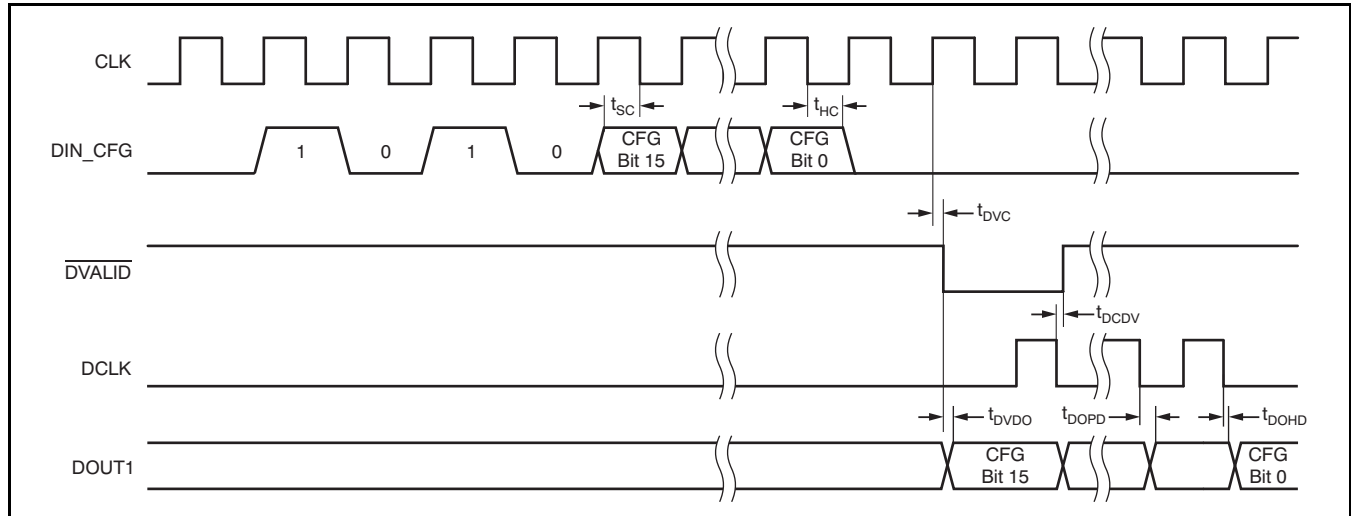 CLK
t_SC
t_HC
DIN_CFG
1
0
1
0
CFG
Bit 15
CFG
Bit 0
t_DVC
DVALID
t_DCDV
DCLK
t_DVDO
t_DOPD
t_DOHD
DOUT1
CFG
Bit 15
CFG
Bit 0